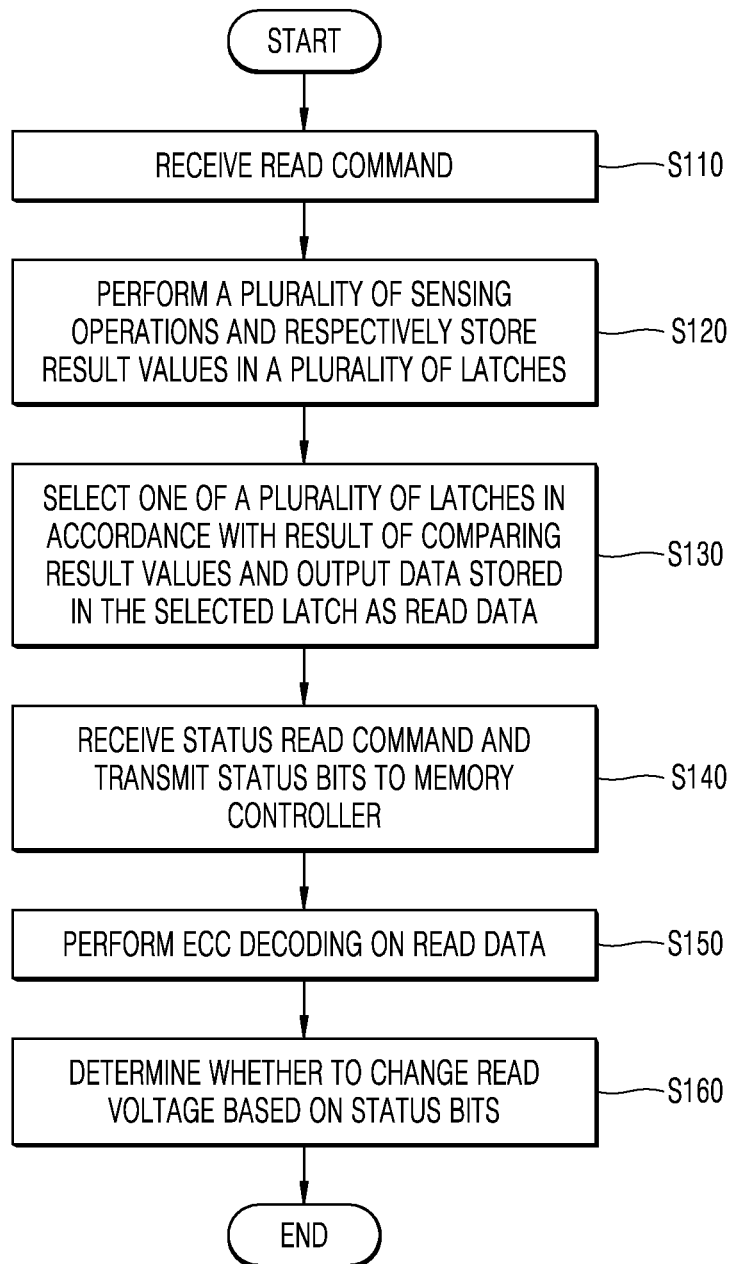 START
RECEIVE READ COMMAND
S110
PERFORM A PLURALITY OF SENSING
OPERATIONS AND RESPECTIVELY STORE
RESULT VALUES IN A PLURALITY OF LATCHES
S120
SELECT ONE OF A PLURALITY OF LATCHES IN
ACCORDANCE WITH RESULT OF COMPARING
RESULT VALUES AND OUTPUT DATA STORED
IN THE SELECTED LATCH AS READ DATA
S130
RECEIVE STATUS READ COMMAND AND
TRANSMIT STATUS BITS TO MEMORY
CONTROLLER
S140
PERFORM ECC DECODING ON READ DATA
S150
DETERMINE WHETHER TO CHANGE READ
VOLTAGE BASED ON STATUS BITS
S160
END